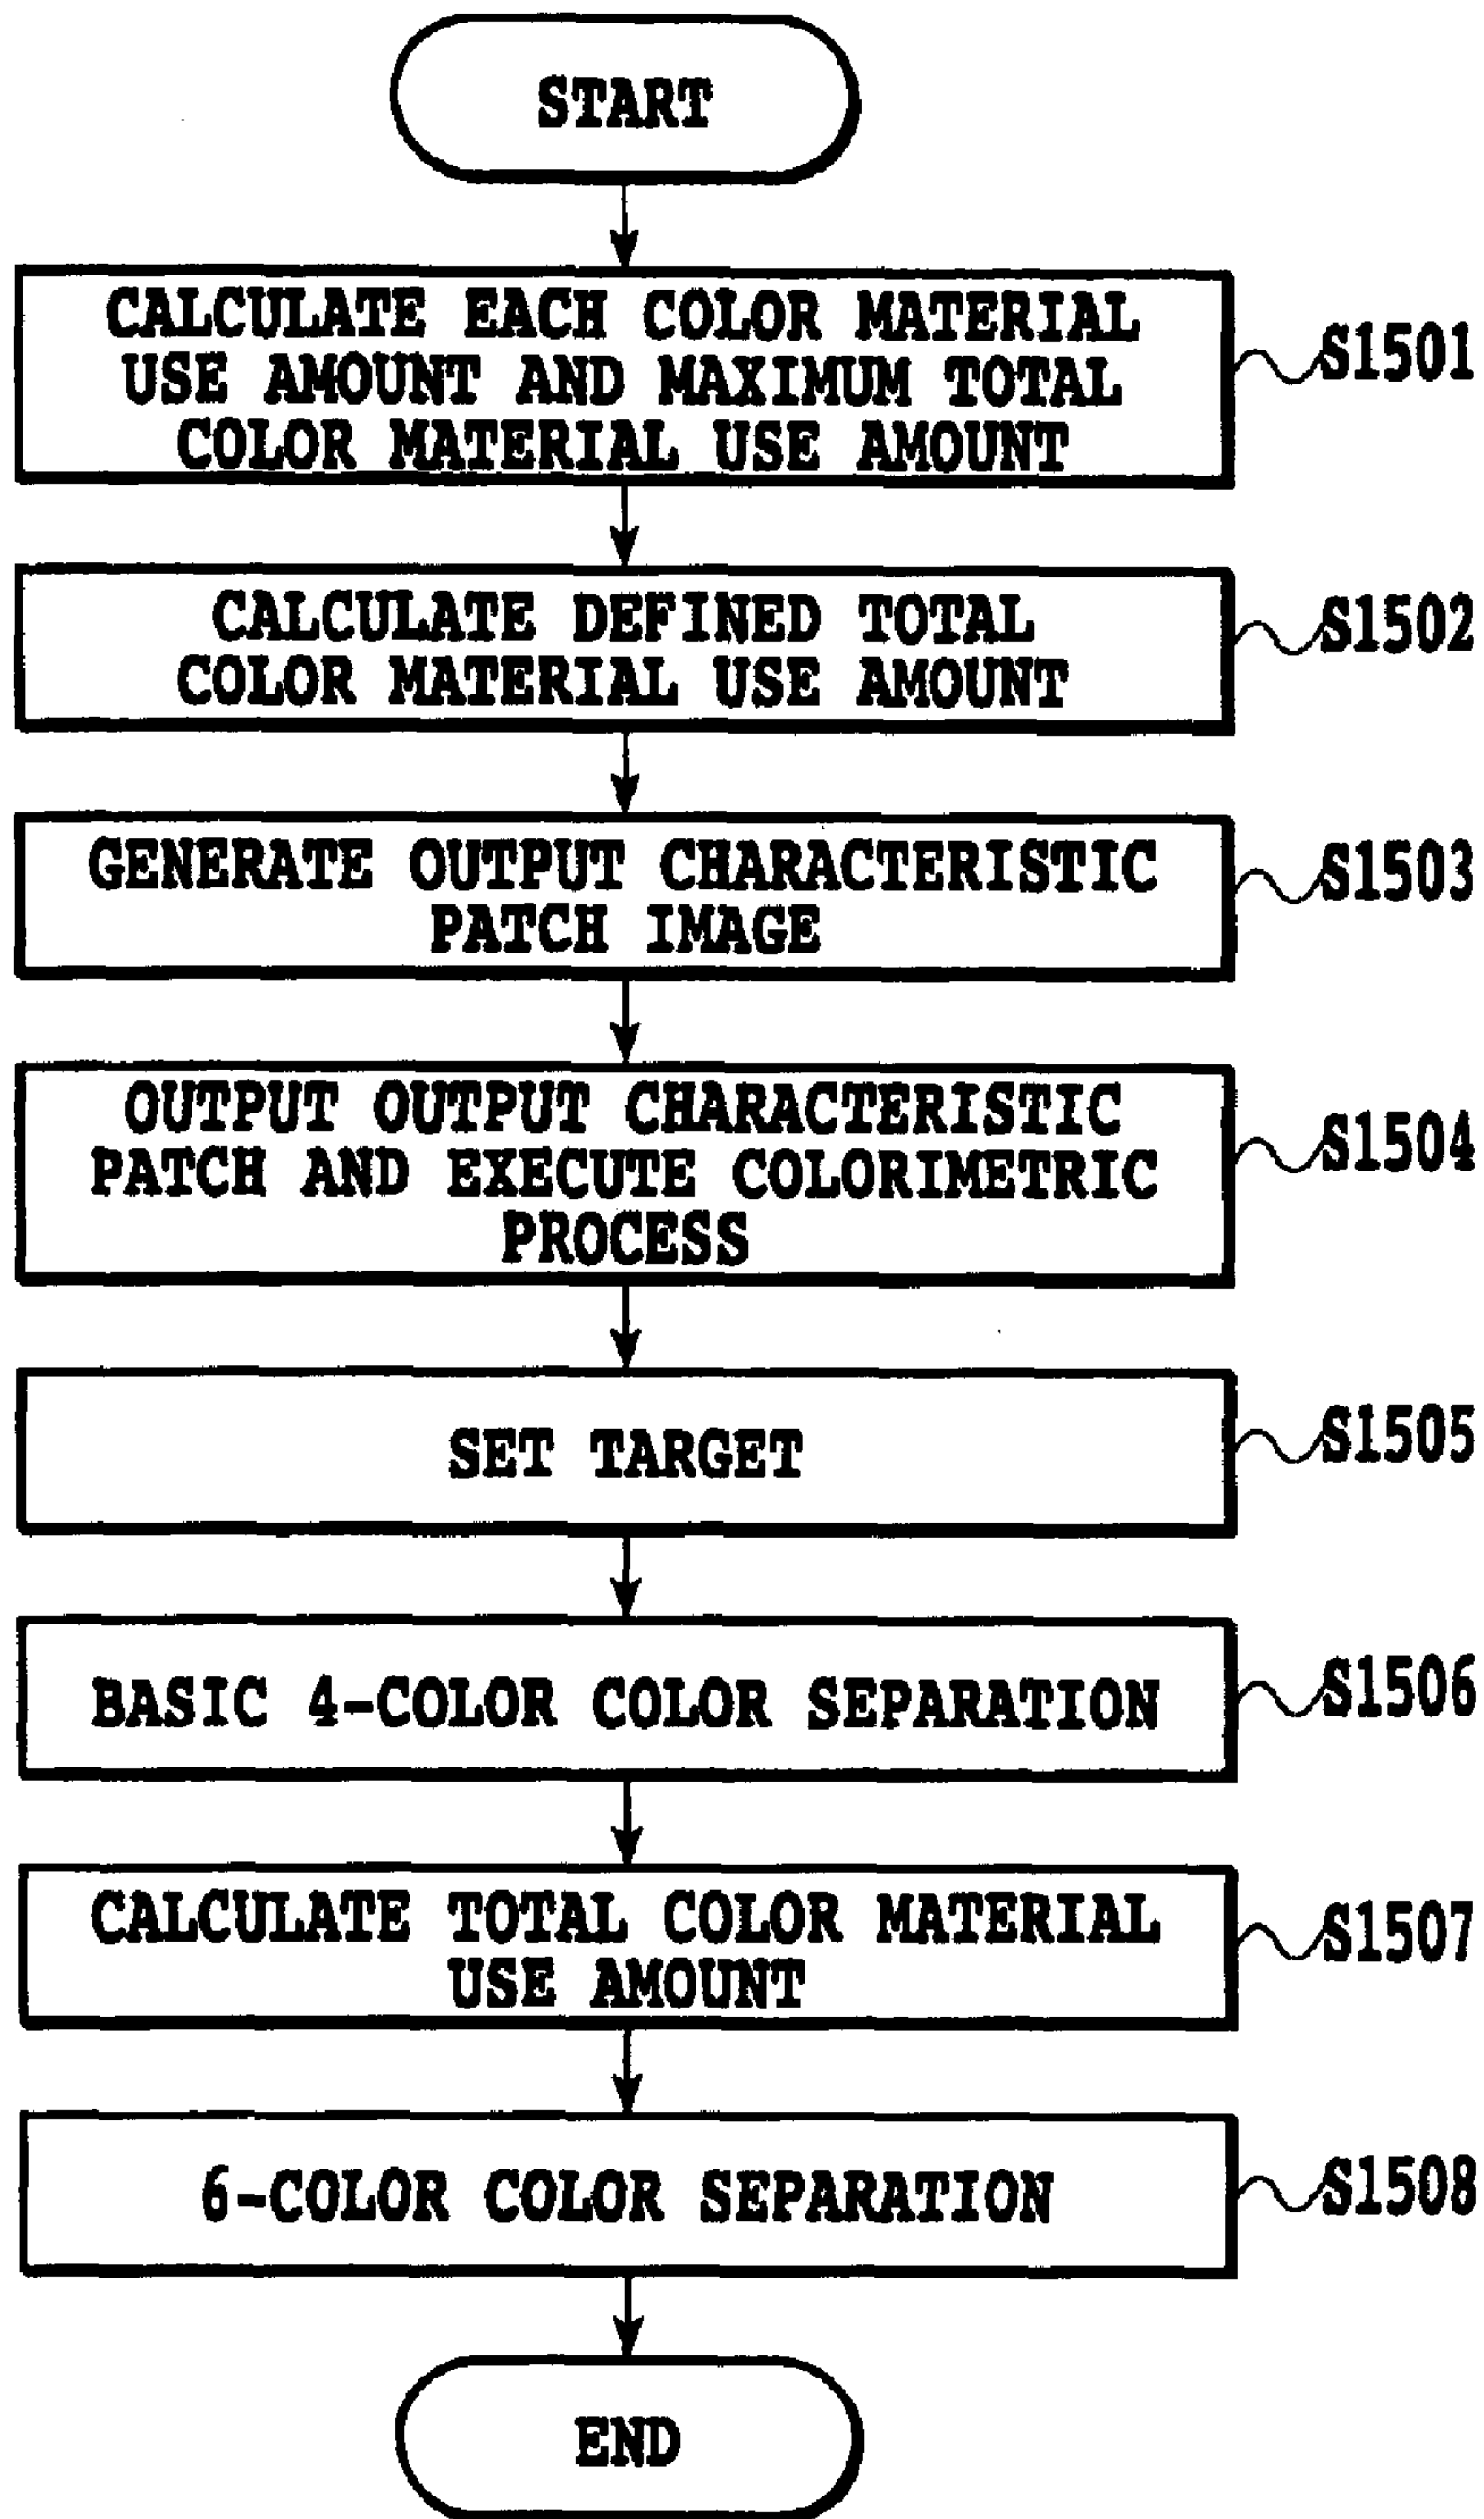 START
CALCULATE EACH COLOR MATERIAL
USE AMOUNT AND MAXIMUM TOTAL
COLOR MATERIAL USE AMOUNT
S1501
CALCULATE DEFINED TOTAL
COLOR MATERIAL USE AMOUNT
S1502
GENERATE OUTPUT CHARACTERISTIC
PATCH IMAGE
S1503
OUTPUT OUTPUT CHARACTERISTIC
PATCH AND EXECUTE COLORIMETRIC
PROCESS
S1504
SET TARGET
S1505
BASIC 4-COLOR COLOR SEPARATION
S1506
CALCULATE TOTAL COLOR MATERIAL
USE AMOUNT
S1507
6-COLOR COLOR SEPARATION
S1508
END